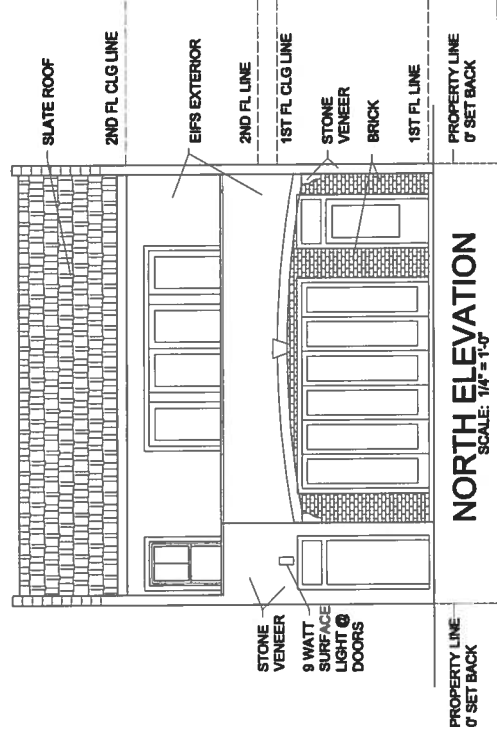 SLATE ROOF
2ND FL CLG LINE
EIFS EXTERIOR
2ND FL LINE
1ST FL CLG LINE
STONE
VENEER
BRICK
1ST FL LINE
PROPERTY LINE
0' SET BACK
STONE
VENEER
9 WATT
SURFACE
LIGHT @
DOORS
PROPERTY LINE
0' SET BACK
NORTH ELEVATION
SCALE: 1/4" = 1'-0"